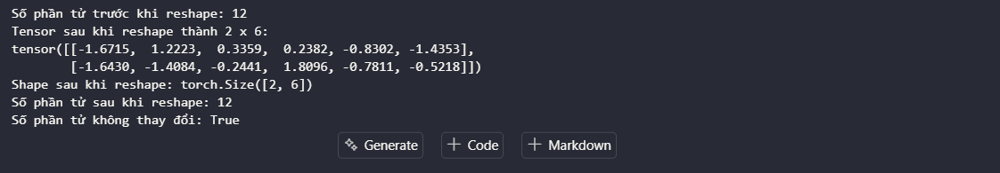 Số phần tử trước khi reshape: 12
Tensor sau khi reshape thành 2 x 6:
tensor([[-1.6715,  1.2223,  0.3359,  0.2382, -0.8302, -1.4353],
        [-1.6430, -1.4084, -0.2441,  1.8096, -0.7811, -0.5218]])
Shape sau khi reshape: torch.Size([2, 6])
Số phần tử sau khi reshape: 12
Số phần tử không thay đổi: True
Generate + Code + Markdown